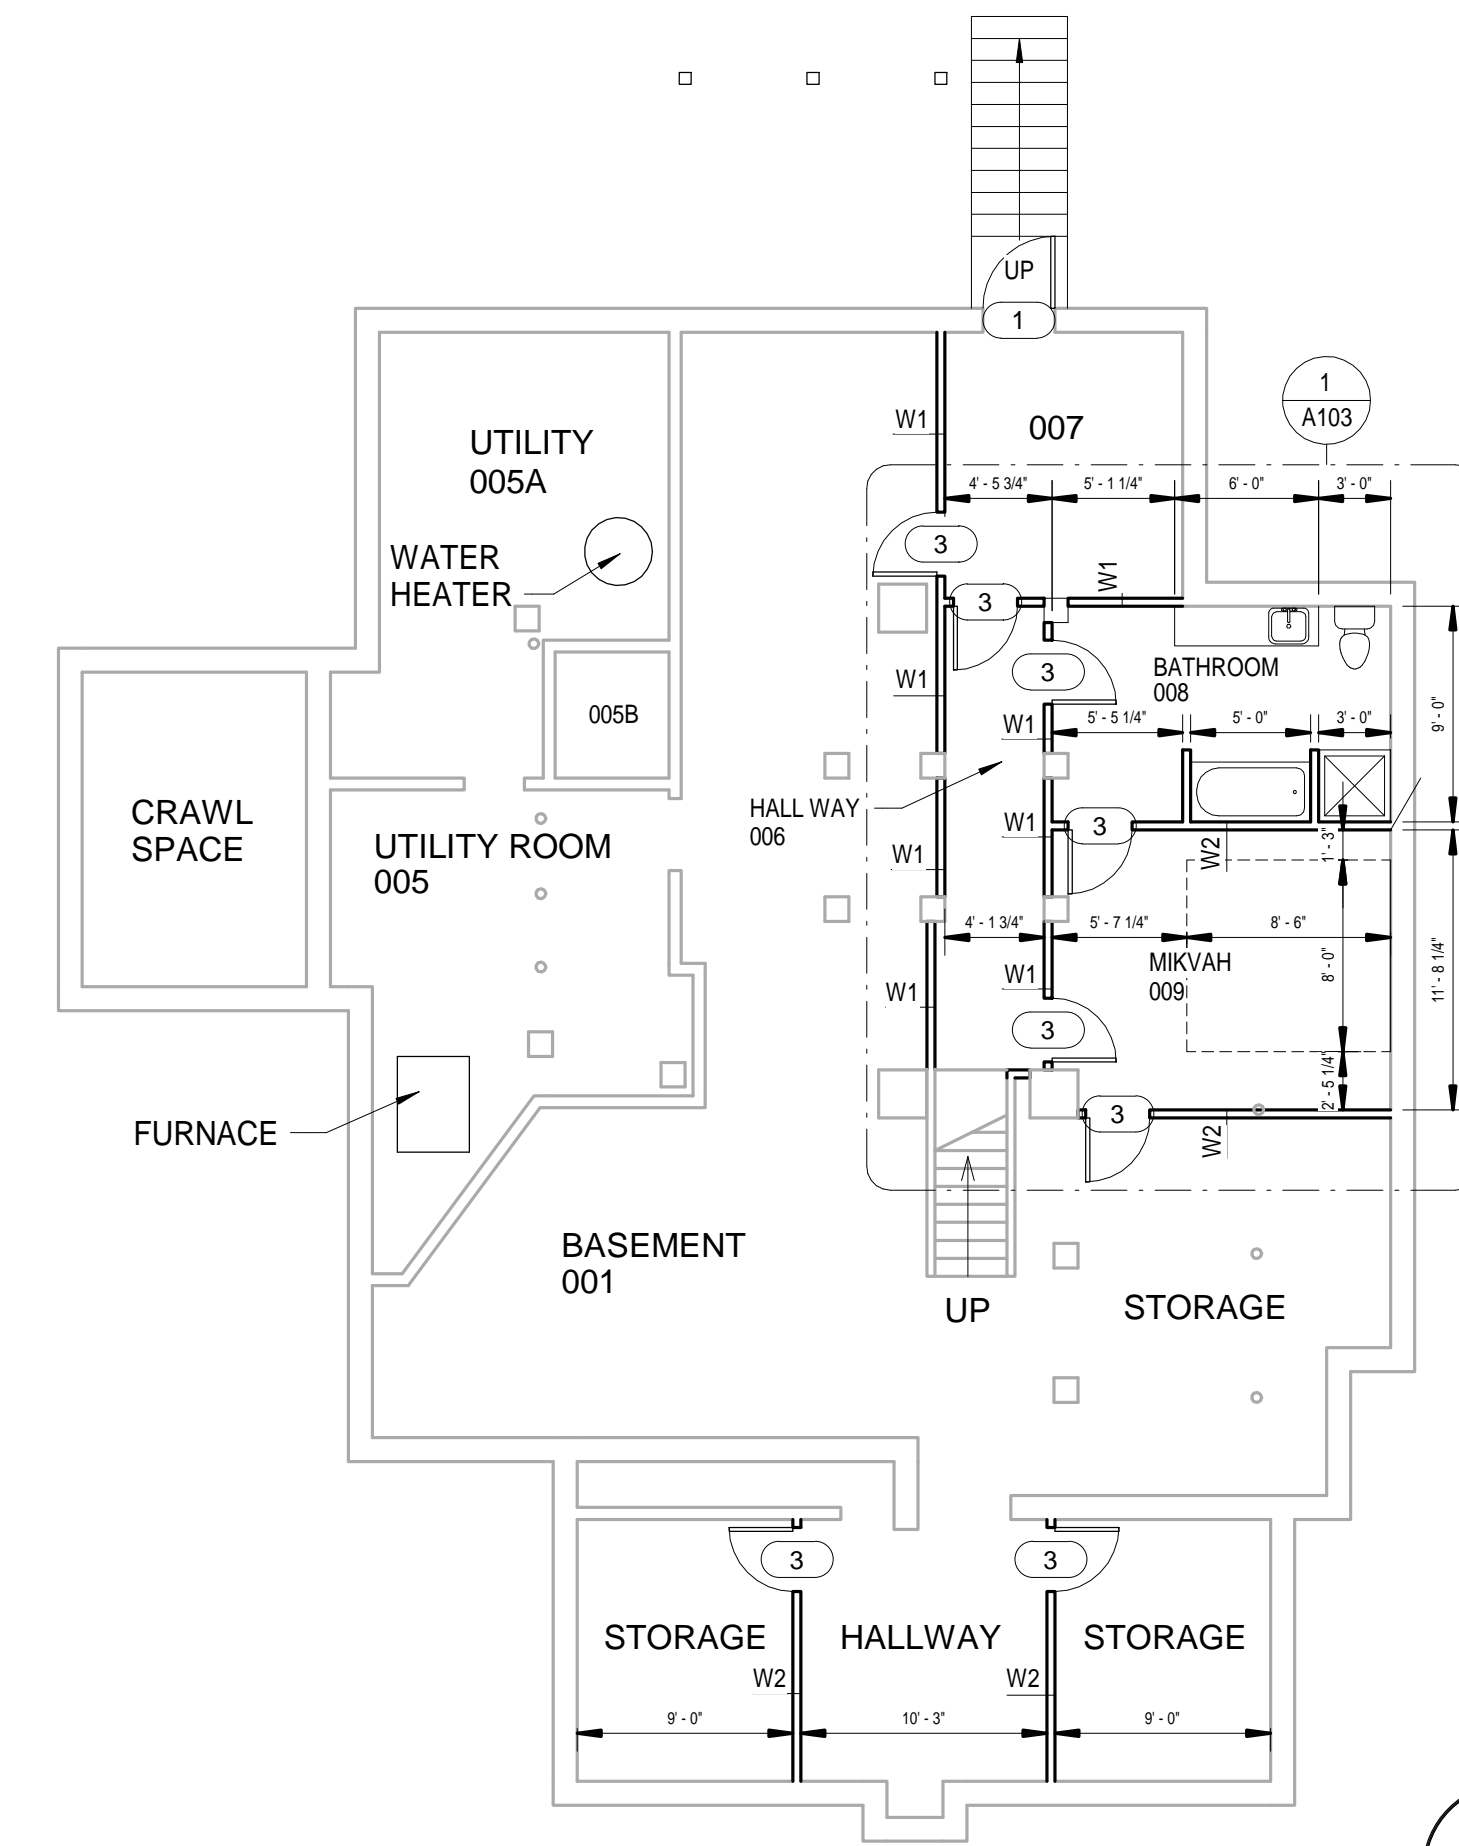 UP
1
1
A103
W1
007
UTILITY
005A
4' - 5 3/4"
5' - 1 1/4"
6' - 0"
3' - 0"
3
WATER
HEATER
W1
3
3
BATHROOM
008
W1
005B
W1
5' - 5 1/4"
5' - 0"
3' - 0"
9' - 0"
CRAWL
SPACE
HALL WAY
006
W1
3
UTILITY ROOM
005
W1
W2
1' - 3"
4' - 1 3/4"
5' - 7 1/4"
8' - 6"
MIKVAH
009
W1
W1
8' - 0"
11' - 8 1/4"
3
2' - 5 1/4"
FURNACE
3
W2
BASEMENT
001
UP
STORAGE
3
3
STORAGE
HALLWAY
STORAGE
W2
W2
9' - 0"
10' - 3"
9' - 0"